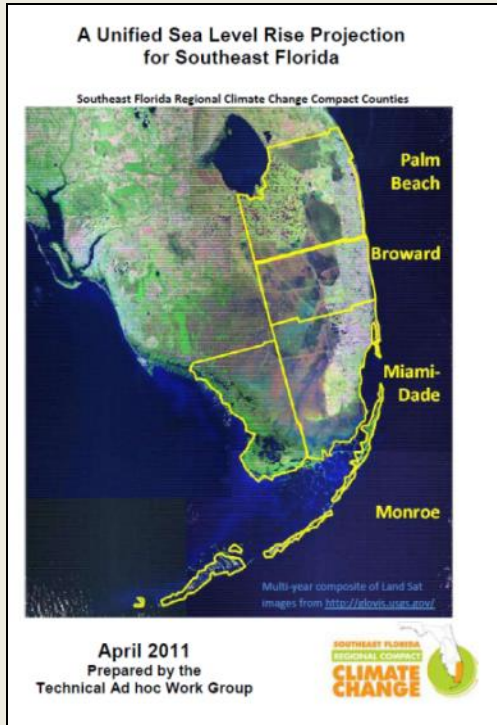 A Unified Sea Level Rise Projection
for Southeast Florida
Southeast Florida Regional Climate Change Compact Counties
Palm
Beach
Broward
Miami-
Dade
Monroe
Multi-year composite of Land Sat
images from http://glovis.usgs.gov/
April 2011
Prepared by the
Technical Ad hoc Work Group
SOUTHEAST FLORIDA
REGIONAL COMPACT
CLIMATE
CHANGE